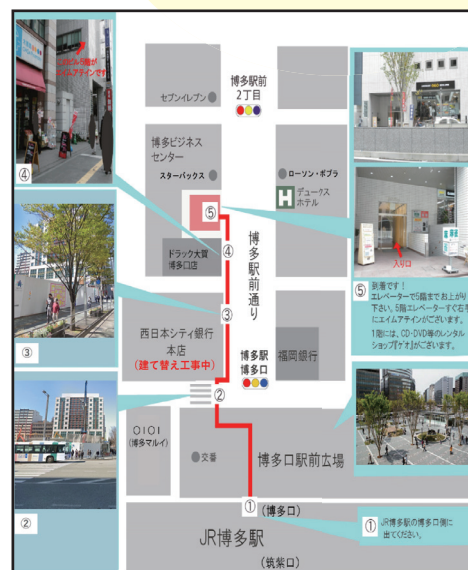 このビル5階が
エイムアテインです
④
③
②
セブンイレブン
博多駅前
2丁目
博多ビジネス
センター
スターバックス
ローソン・ポプラ
H
デュークス
ホテル
⑤
ドラック大賀
博多口店
④
博多駅前通り
③
西日本シティ銀行
本店
(建て替え工事中)
福岡銀行
博多駅
博多口
②
○I○I
(博多マルイ)
交番
博多口駅前広場
①
(博多口)
JR博多駅
(筑紫口)
入り口
⑤
到着です!
エレベーターで5階までお上がり
下さい。5階エレベーターすぐ右手
にエイムアテインがございます。
1階には、CD・DVD等のレンタル
ショップ『ゲオ』がございます。
①
JR博多駅の博多口側に
出てください。